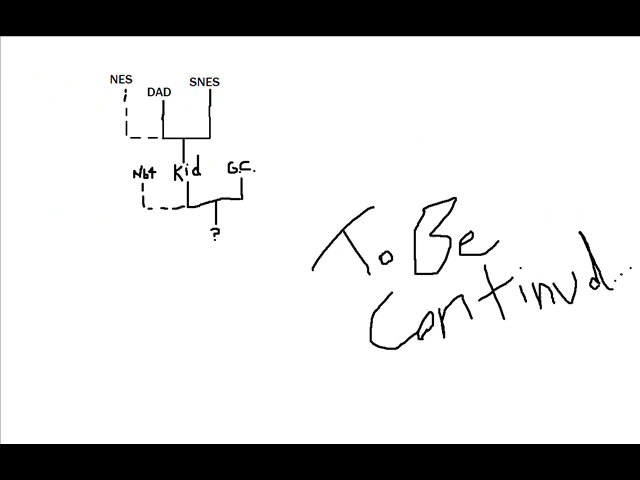 NES
DAD
SNES
N64
Kid
G.C.
?
To Be
Continud...